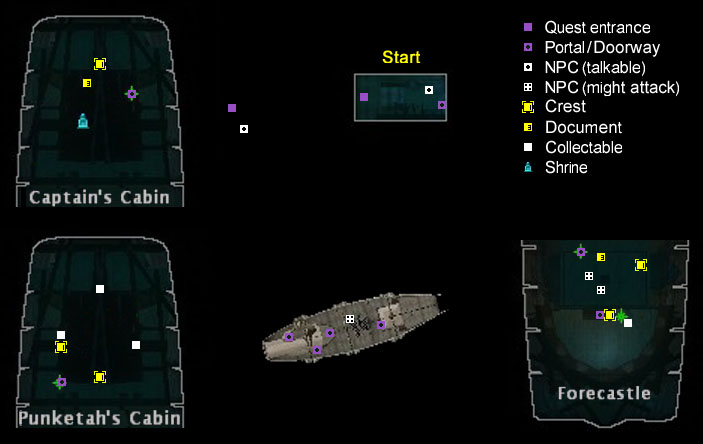 Start
Quest entrance
Portal/Doorway
NPC (talkable)
NPC (might attack)
Crest
Document
Collectable
Shrine
Captain's Cabin
Punketah's Cabin
Forecastle